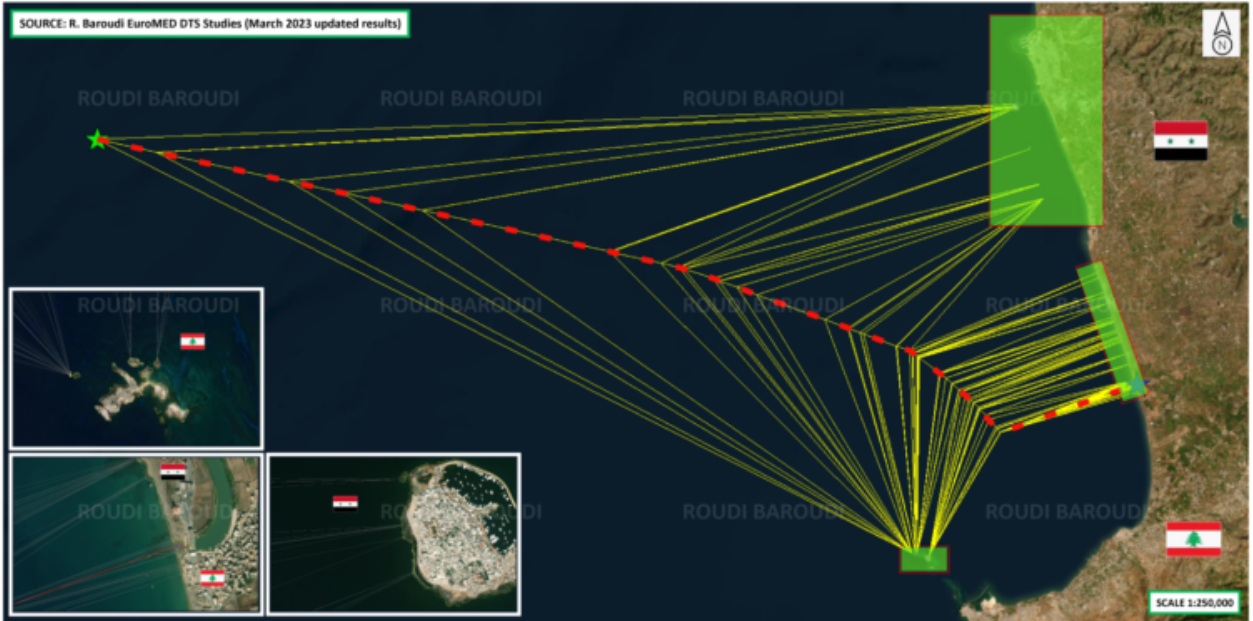 SOURCE: R. Baroudi EuroMED DTS Studies (March 2023 updated results)
N
ROUDI BAROUDI ROUDI BAROUDI ROUDI BAROUDI ROUDI BAROUDI
ROUDI BAROUDI ROUDI BAROUDI ROUDI BAROUDI ROUDI BAROUDI
ROUDI BAROUDI ROUDI BAROUDI ROUDI BAROUDI ROUDI BAROUDI
SCALE 1:250,000